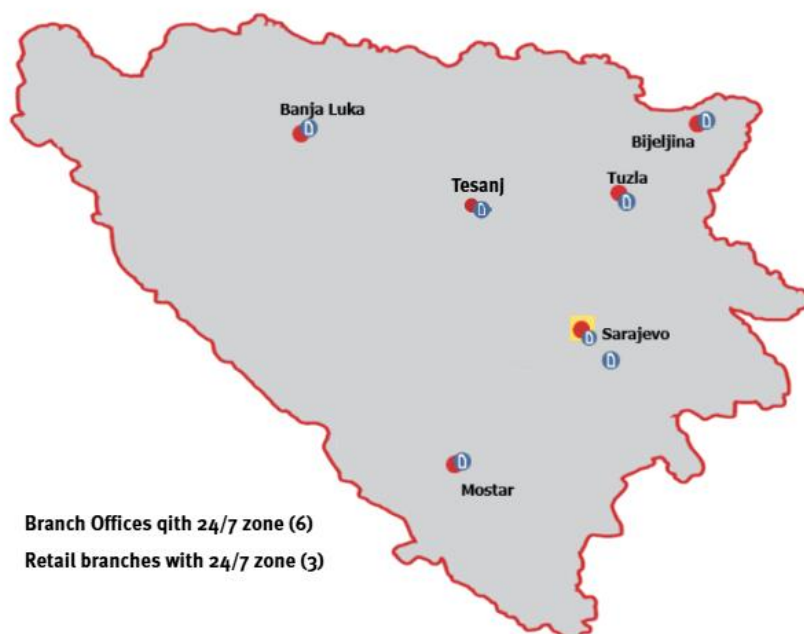 Banja Luka
Bijeljina
Tesanj
Tuzla
Sarajevo
Mostar
Branch Offices qith 24/7 zone (6)
Retail branches with 24/7 zone (3)